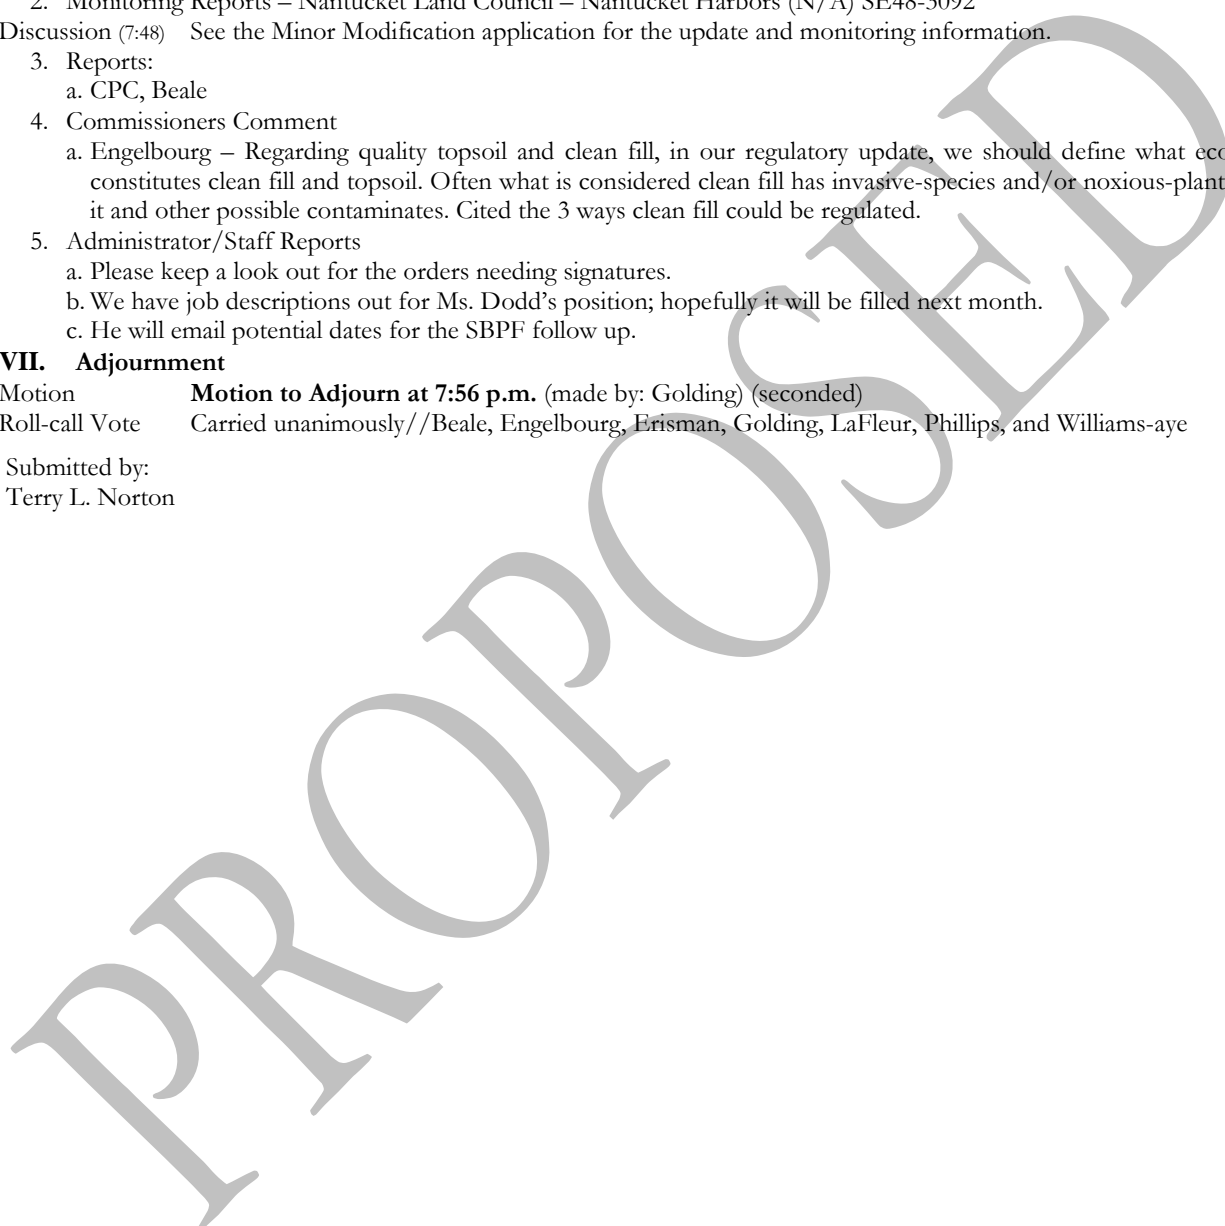 2. Monitoring Reports – Nantucket Land Council – Nantucket Harbors (N/A) SE48-3092
Discussion (7:48) See the Minor Modification application for the update and monitoring information.
3. Reports:
a. CPC, Beale
4. Commissioners Comment
a. Engelbourg – Regarding quality topsoil and clean fill, in our regulatory update, we should define what
constitutes clean fill and topsoil. Often what is considered clean fill has invasive-species and/or noxious-plant
it and other possible contaminates. Cited the 3 ways clean fill could be regulated.
5. Administrator/Staff Reports
a. Please keep a look out for the orders needing signatures.
b. We have job descriptions out for Ms. Dodd’s position; hopefully it will be filled next month.
c. He will email potential dates for the SBPF follow up.
VII. Adjournment
Motion Motion to Adjourn at 7:56 p.m. (made by: Golding) (seconded)
Roll-call Vote Carried unanimously//Beale, Engelbourg, Erisman, Golding, LaFleur, Phillips, and Williams-aye
Submitted by:
Terry L. Norton
PROPOSED